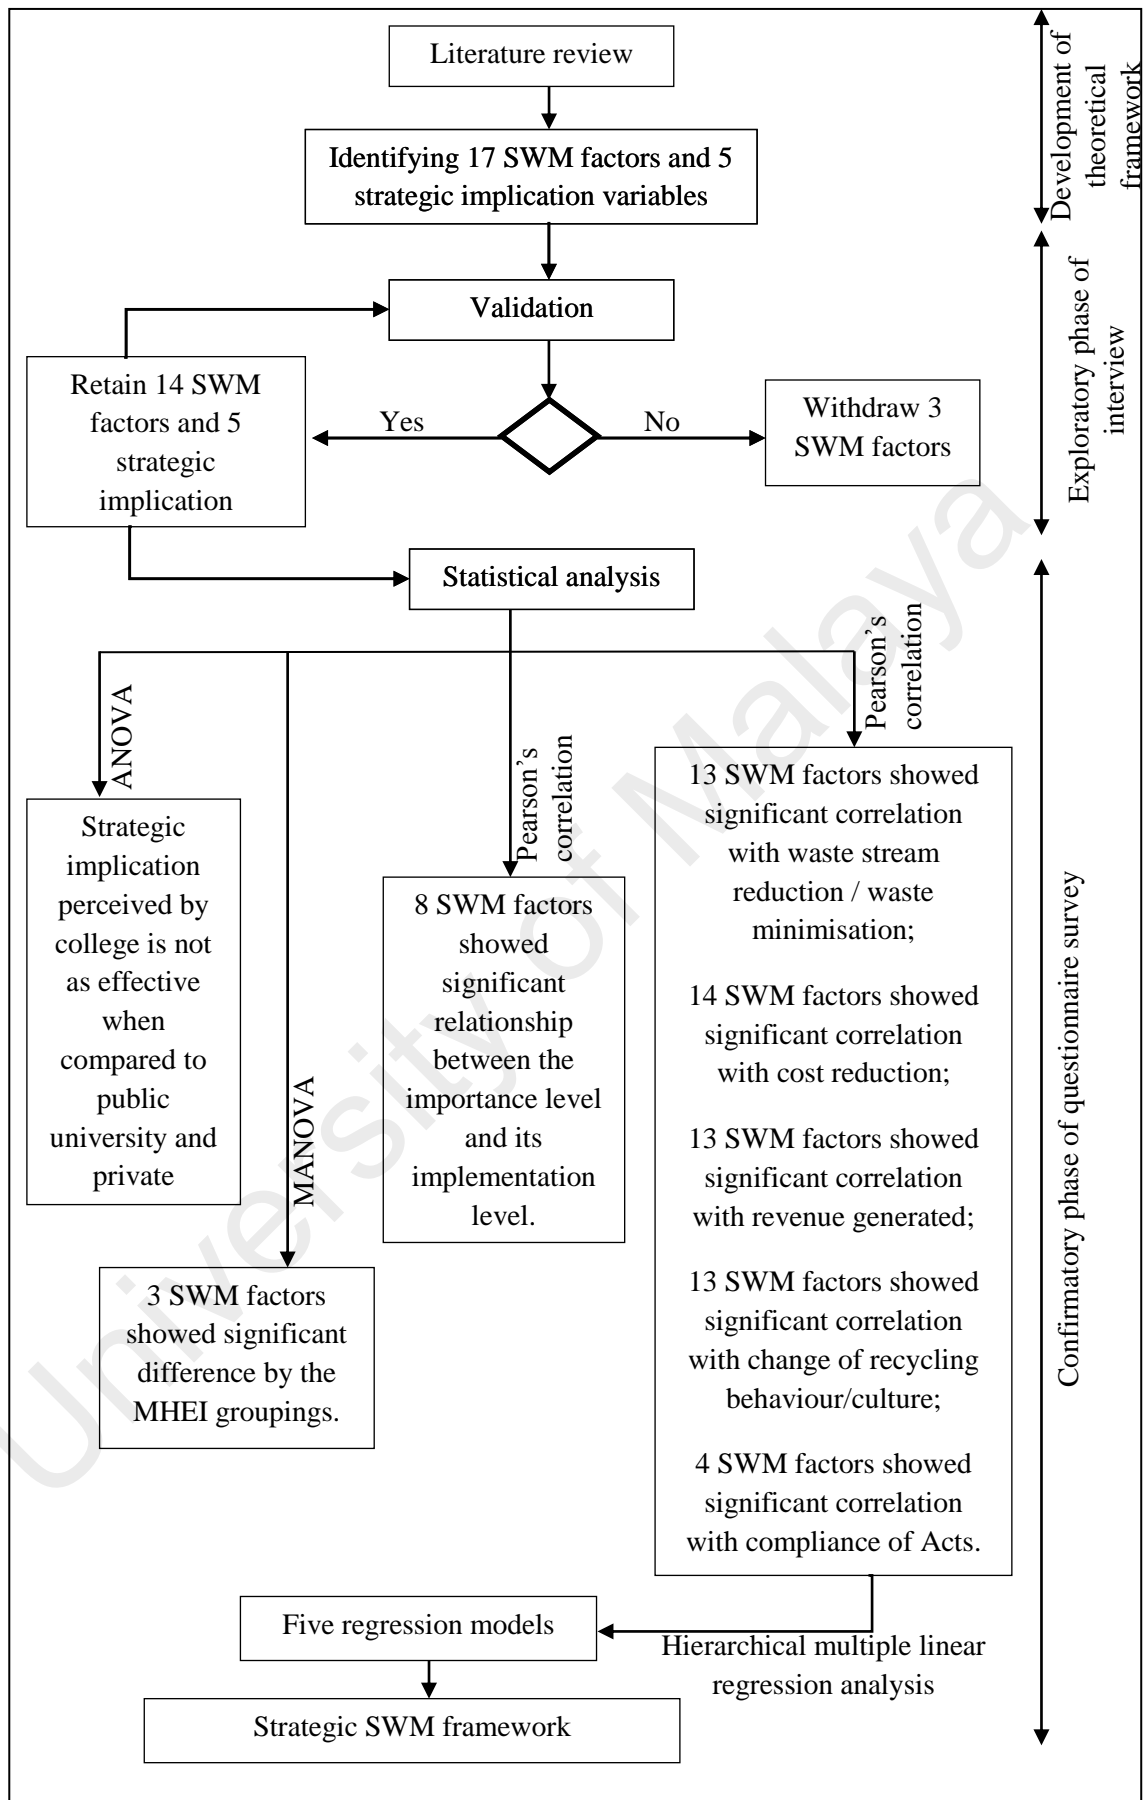 Literature review
Identifying 17 SWM factors and 5
strategic implication variables
Development of
theoretical
framework
Validation
Retain 14 SWM
factors and 5
strategic
implication
Yes
No
Withdraw 3
SWM factors
Exploratory phase of
interview
Statistical analysis
ANOVA
MANOVA
Pearson’s
correlation
Pearson’s
correlation
Strategic
implication
perceived by
college is not
as effective
when
compared to
public
university and
private
3 SWM factors
showed significant
difference by the
MHEI groupings.
8 SWM factors
showed
significant
relationship
between the
importance level
and its
implementation
level.
13 SWM factors showed
significant correlation
with waste stream
reduction / waste
minimisation;
14 SWM factors showed
significant correlation
with cost reduction;
13 SWM factors showed
significant correlation
with revenue generated;
13 SWM factors showed
significant correlation
with change of recycling
behaviour/culture;
4 SWM factors showed
significant correlation
with compliance of Acts.
Confirmatory phase of questionnaire survey
Five regression models
Hierarchical multiple linear
regression analysis
Strategic SWM framework
University of Malaya